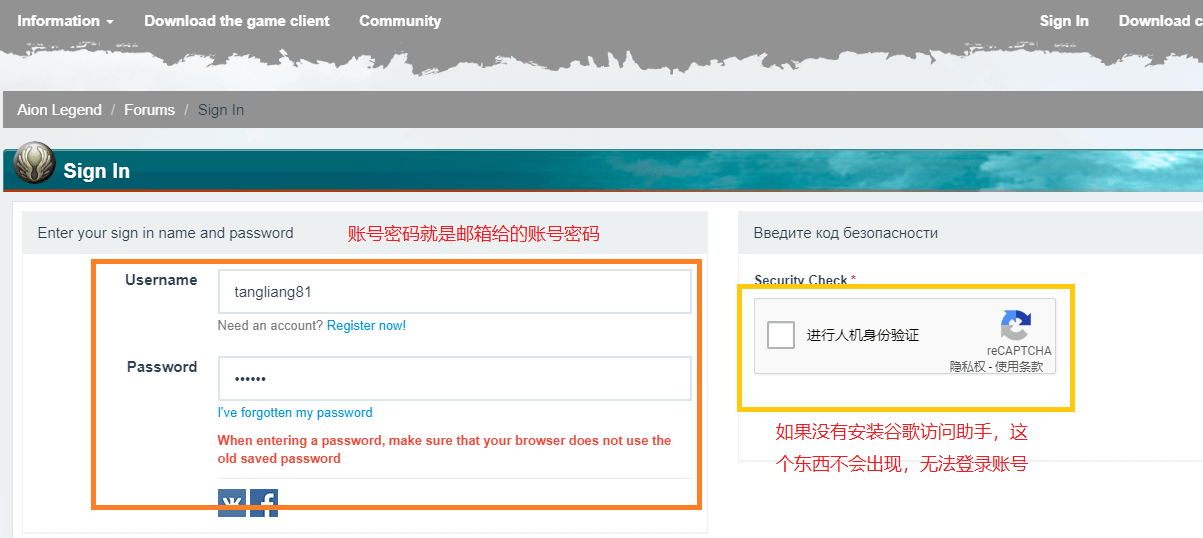 Information
Download the game client
Community
Sign In
Download c
Aion Legend / Forums / Sign In
Sign In
Enter your sign in name and password
账号密码就是邮箱给的账号密码
Username
tangliang81
Need an account? Register now!
Password
••••••
I've forgotten my password
When entering a password, make sure that your browser does not use the
old saved password
Введите код безопасности
Security Check *
进行人机身份验证
reCAPTCHA
隐私权 - 使用条款
如果没有安装谷歌访问助手，这
个东西不会出现，无法登录账号